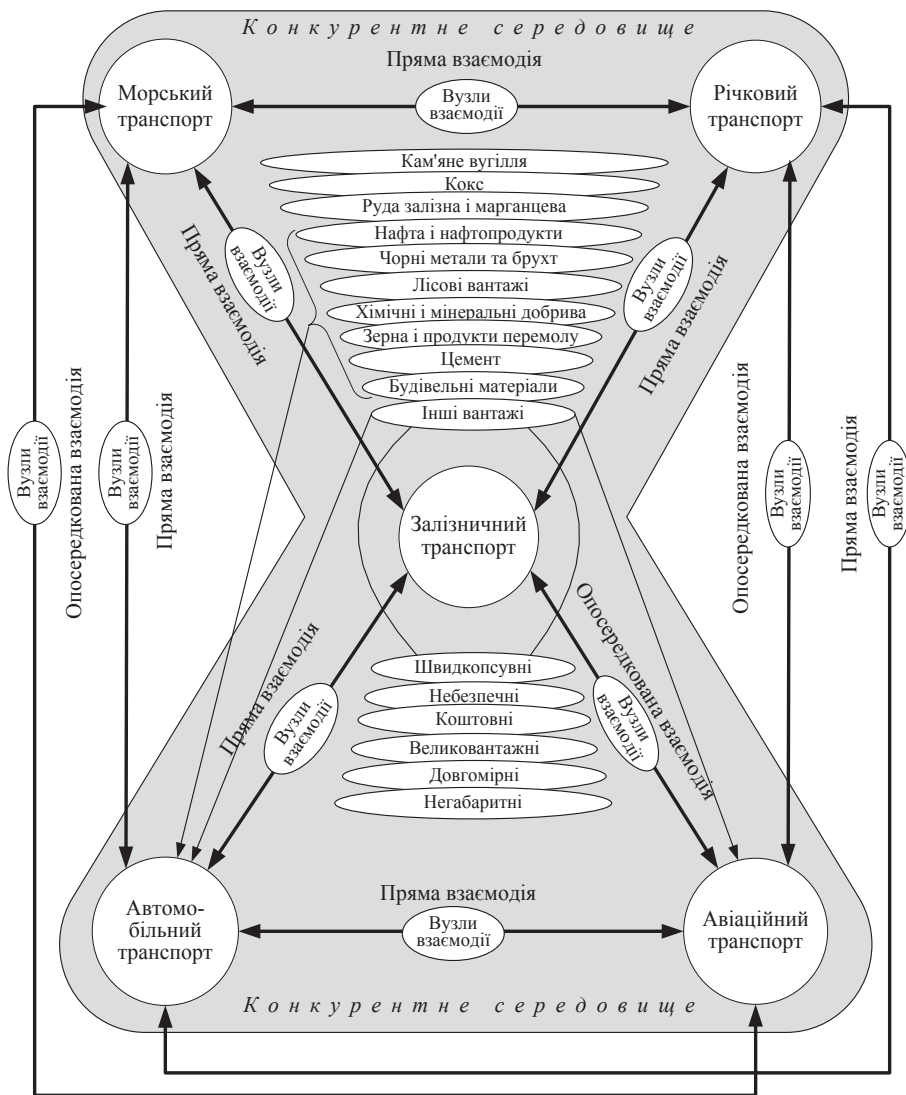 Конкурентне середовище
Пряма взаємодія
Морський
транспорт
Вузли
взаємодії
Річковий
транспорт
Кам'яне вугілля
Кокс
Руда залізна і марганцева
Нафта і нафтопродукти
Чорні метали та брухт
Лісові вантажі
Хімічні і мінеральні добрива
Зерна і продукти перемолу
Цемент
Будівельні матеріали
Інші вантажі
Вузли
взаємодії
Пряма взаємодія
Вузли
взаємодії
Пряма взаємодія
Вузли
взаємодії
Опосередкована взаємодія
Вузли
взаємодії
Пряма взаємодія
Залізничний
транспорт
Опосередкована взаємодія
Вузли
взаємодії
Пряма взаємодія
Вузли
взаємодії
Пряма взаємодія
Вузли
взаємодії
Опосередкована взаємодія
Вузли
взаємодії
Швидкопсувні
Небезпечні
Коштовні
Великовантажні
Довгомірні
Негабаритні
Автомо-
більний
транспорт
Пряма взаємодія
Вузли
взаємодії
Авіаційний
транспорт
Конкурентне середовище